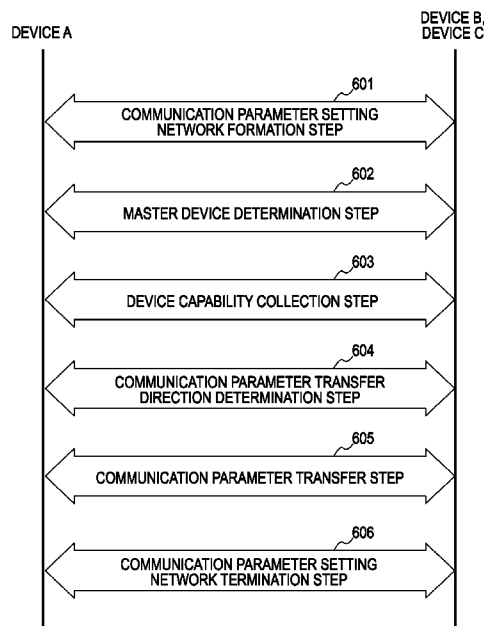 DEVICE A
DEVICE B,
DEVICE C
601
COMMUNICATION PARAMETER SETTING
NETWORK FORMATION STEP
602
MASTER DEVICE DETERMINATION STEP
603
DEVICE CAPABILITY COLLECTION STEP
604
COMMUNICATION PARAMETER TRANSFER
DIRECTION DETERMINATION STEP
605
COMMUNICATION PARAMETER TRANSFER STEP
606
COMMUNICATION PARAMETER SETTING
NETWORK TERMINATION STEP